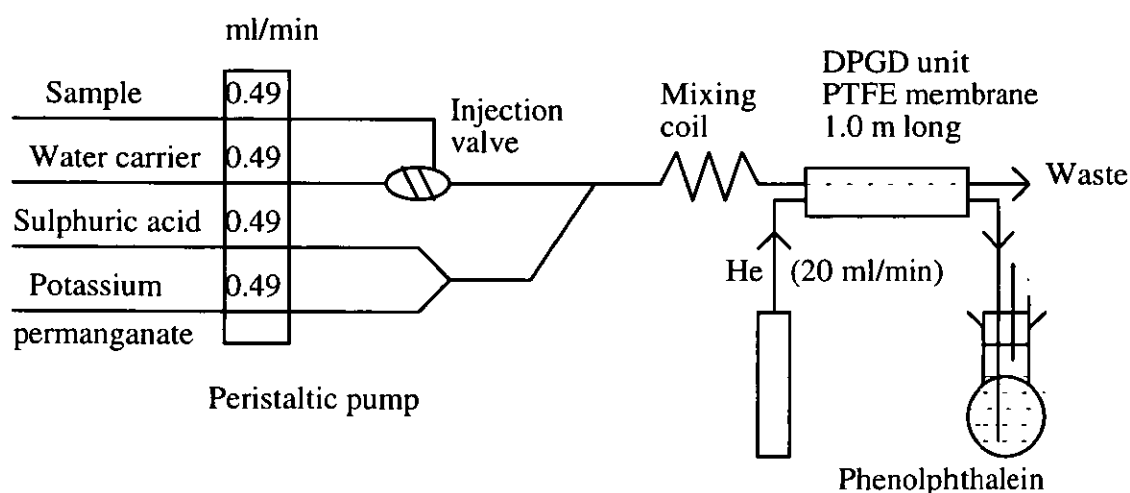 ml/min
Sample
0.49
Water carrier
0.49
Sulphuric acid
0.49
Potassium
permanganate
0.49
Peristaltic pump
Injection
valve
Mixing
coil
DPGD unit
PTFE membrane
1.0 m long
Waste
He (20 ml/min)
Phenolphthalein